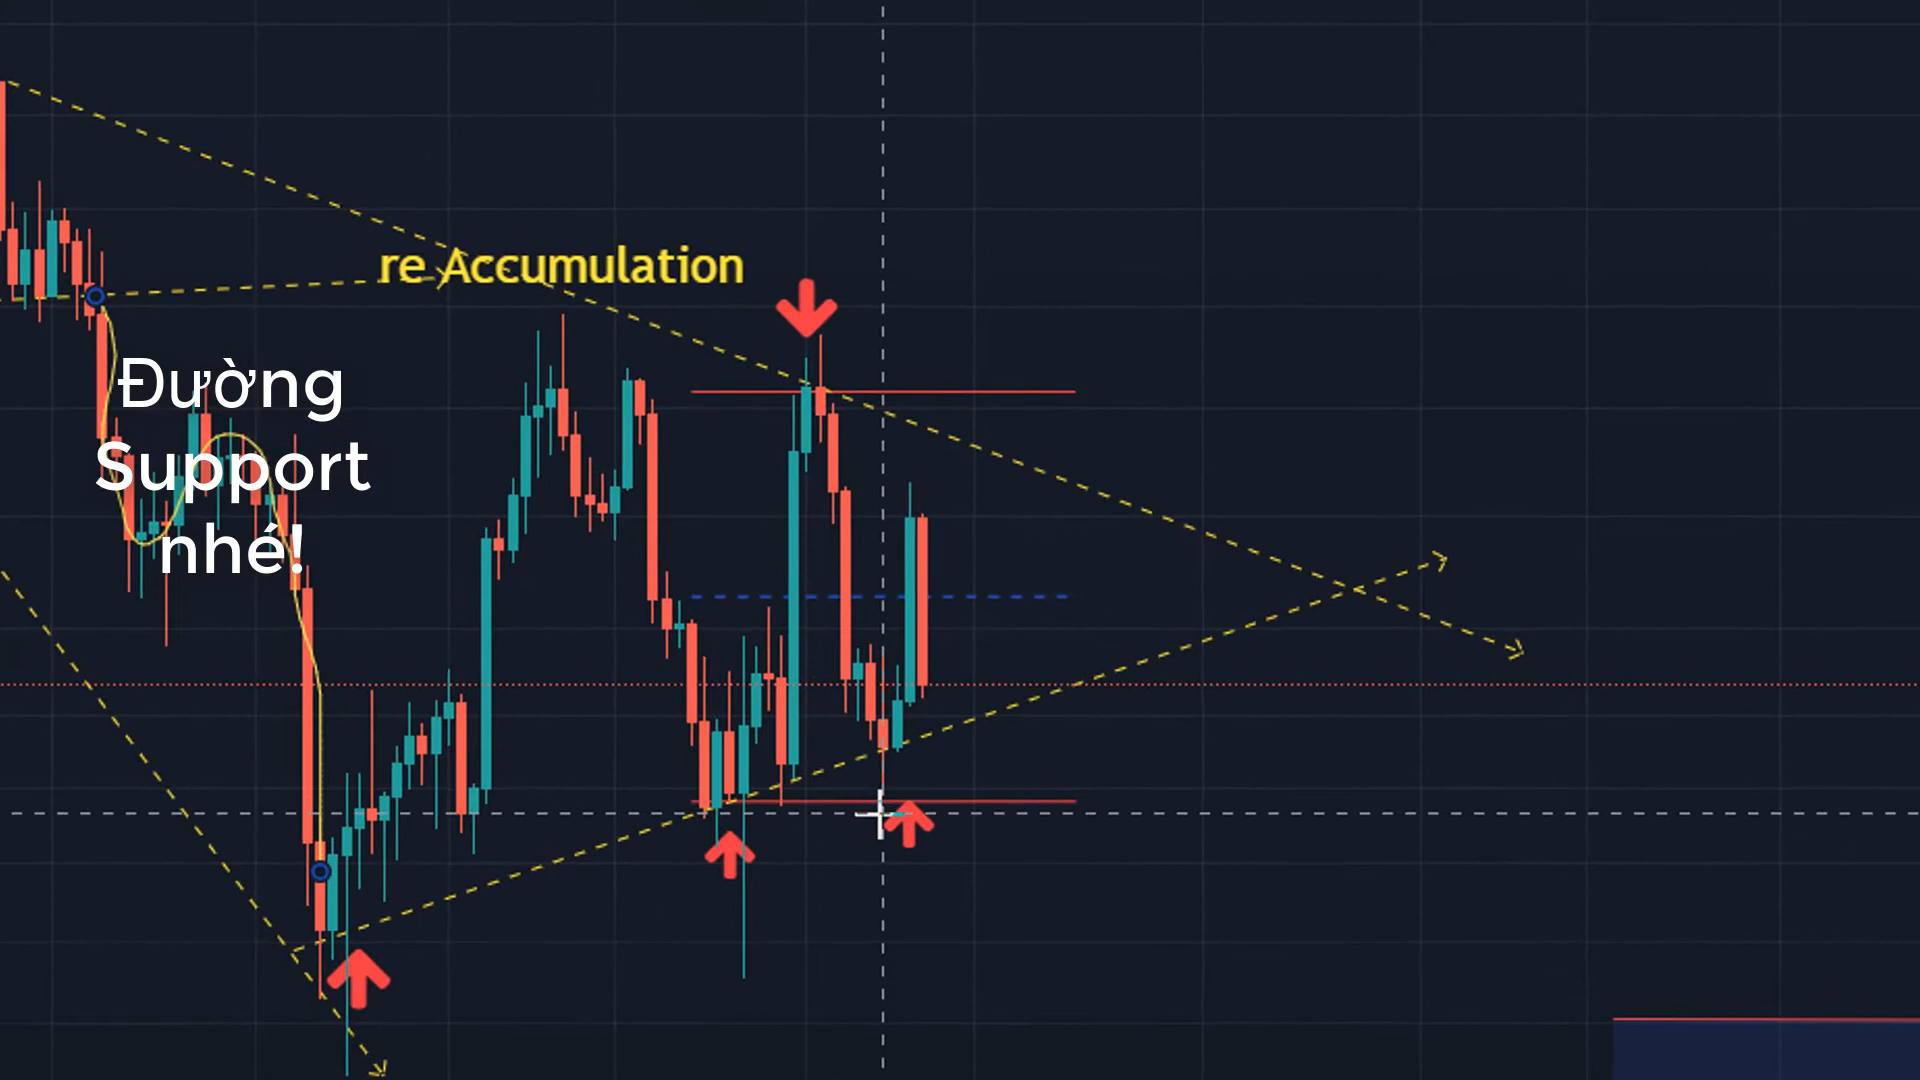 re Accumulation
Đường
Support
nhé!